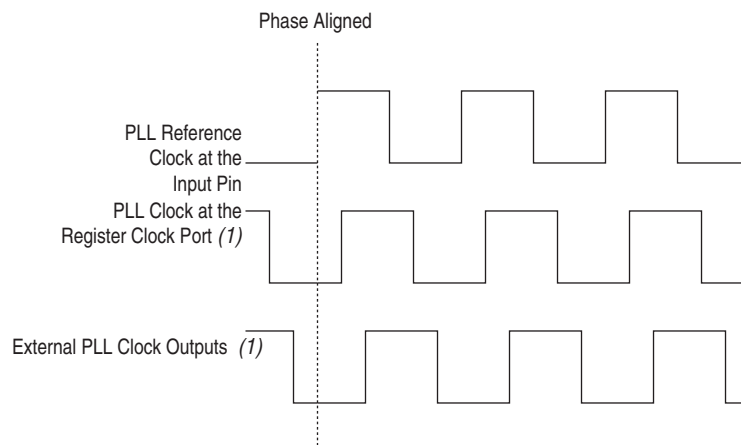 Phase Aligned
PLL Reference
Clock at the
Input Pin
PLL Clock at the
Register Clock Port (1)
External PLL Clock Outputs (1)